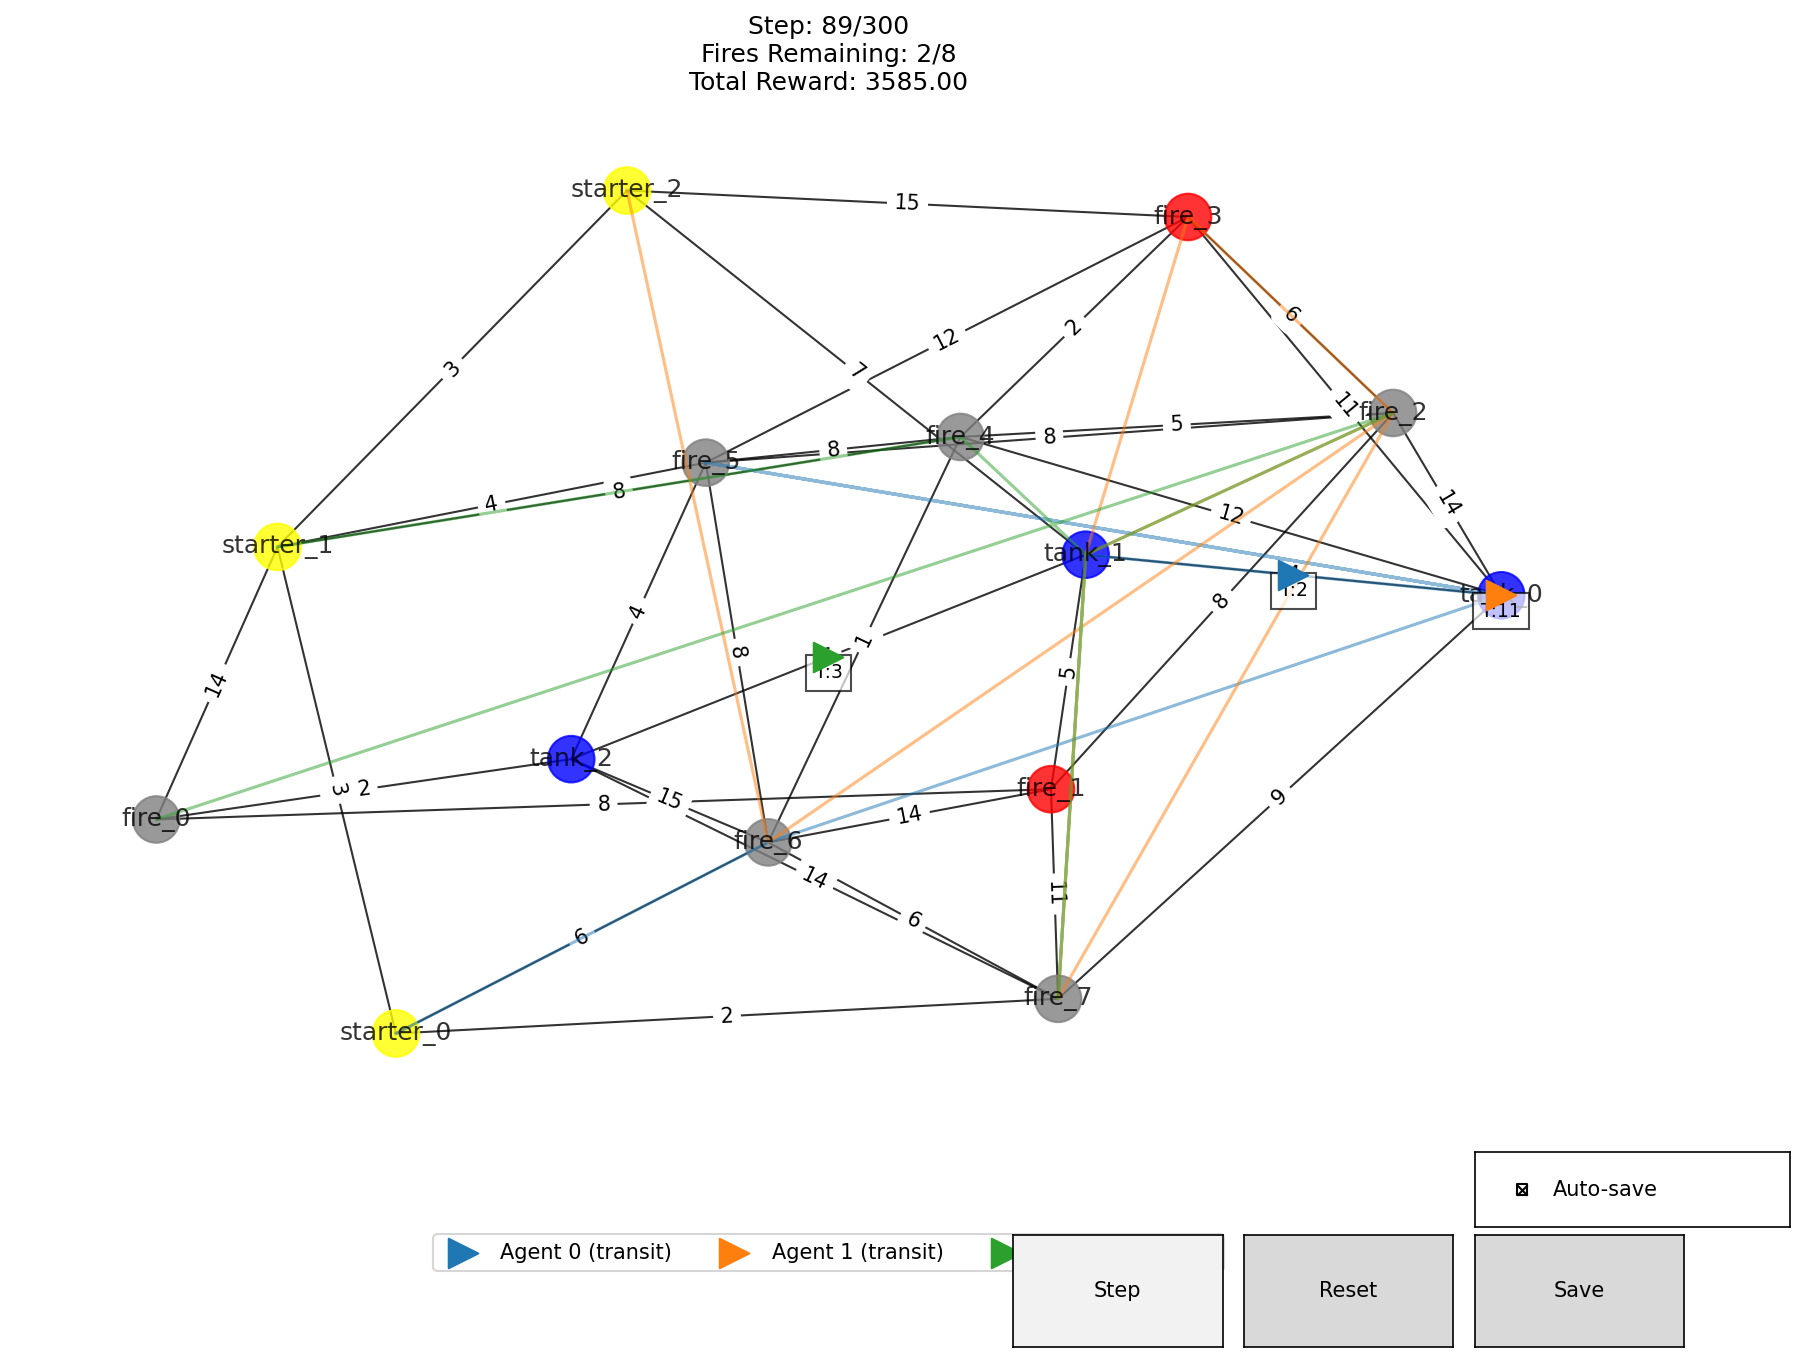 Step: 89/300
Fires Remaining: 2/8
Total Reward: 3585.00
starter_2
15
fire_3
6
2
12
3
7
11
fire_2
5
8
fire_4
8
fire_5
4
8
14
12
starter_1
tank_1
T:2
T:11
4
8
1
5
8
T:3
14
tank_2
fire_1
3
2
15
8
14
9
fire_0
fire_6
14
11
6
6
fire_7
2
starter_0
Auto-save
Agent 0 (transit)
Agent 1 (transit)
Step
Reset
Save